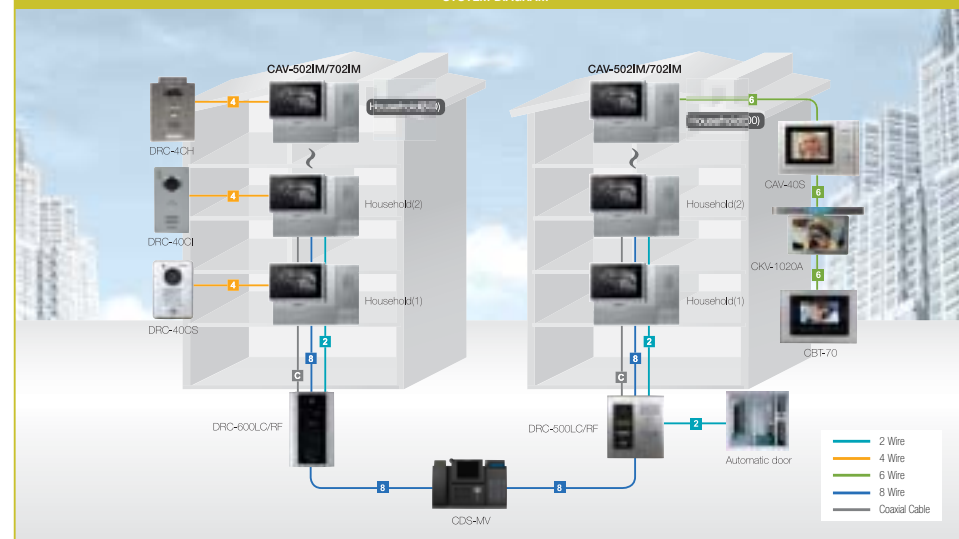 SYSTEM DIAGRAM
CAV-502IM/702IM
CAV-502IM/702IM
4
6
DRC-4CH
CAV-40S
4
Household(2)
Household(2)
6
DRC-40CI
CKV-1020A
4
Household(1)
Household(1)
6
DRC-40CS
CBT-70
2
2
8
8
C
C
DRC-600LC/RF
DRC-500LC/RF
2
Automatic door
8
8
CDS-MV
2 Wire
4 Wire
6 Wire
8 Wire
Coaxial Cable